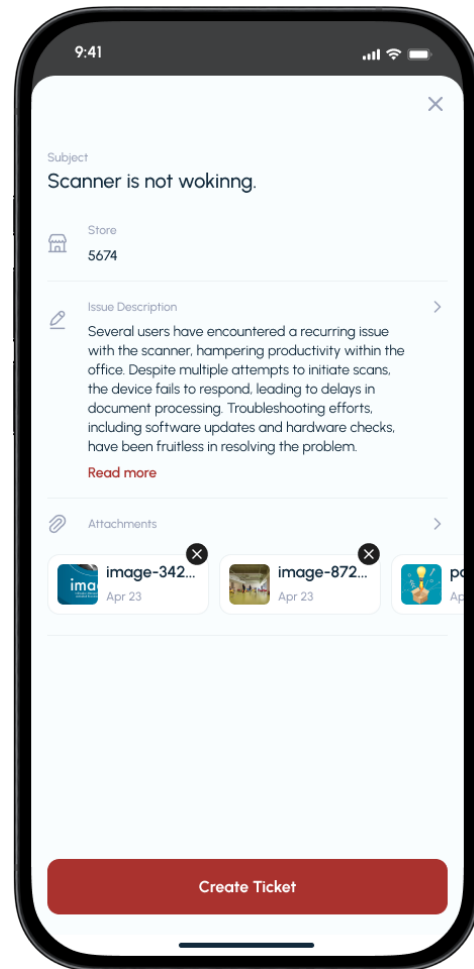 9:41
Subject
Scanner is not wokinng.
Store
5674
Issue Description
Several users have encountered a recurring issue
with the scanner, hampering productivity within the
office. Despite multiple attempts to initiate scans,
the device fails to respond, leading to delays in
document processing. Troubleshooting efforts,
including software updates and hardware checks,
have been fruitless in resolving the problem.
Read more
Attachments
ima
image-342...
Apr 23
image-872...
Apr 23
Create Ticket